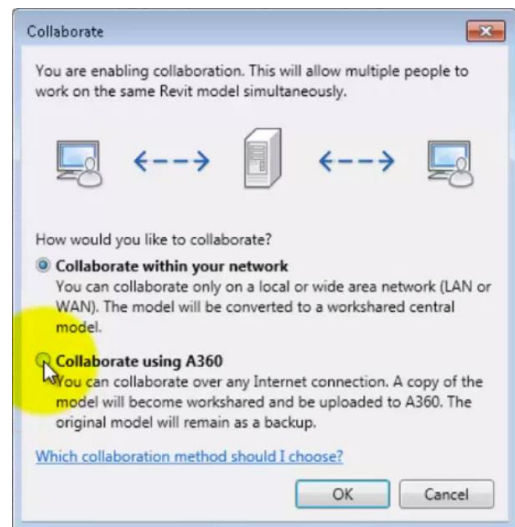 Collaborate
You are enabling collaboration. This will allow multiple people to
work on the same Revit model simultaneously.
How would you like to collaborate?
Collaborate within your network
You can collaborate only on a local or wide area network (LAN or
WAN). The model will be converted to a workshared central
model.
Collaborate using A360
You can collaborate over any Internet connection. A copy of the
model will become workshared and be uploaded to A360. The
original model will remain as a backup.
Which collaboration method should I choose?
OK
Cancel